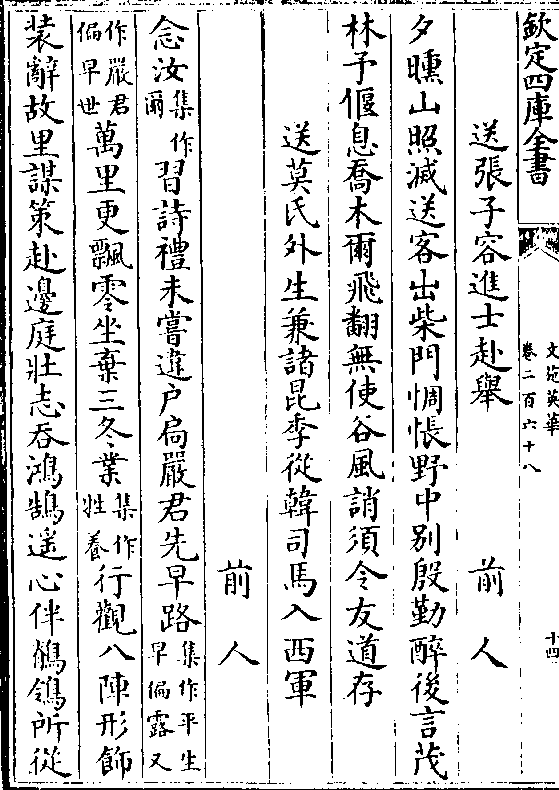 欽定四庫全書
文苑英華
卷二百六十八
十四
送張子容進士赴舉
前人
夕曛山照滅送客出柴門惆悵野中別殷勤醉後言茂
林予偃息喬木爾飛翻無使谷風誚須令友道存
送莫氏外生兼諸昆季從韓司馬入西軍
前人
念汝集作爾習詩禮未嘗違户扃嚴君先早路集作平生早偏露又
作嚴君偏早世萬里更飄零坐棄三冬業集作牲養行觀八陣形飾
装辭故里謀策赴邊庭壯志吞鴻鵠遥心伴鶺鴒所從